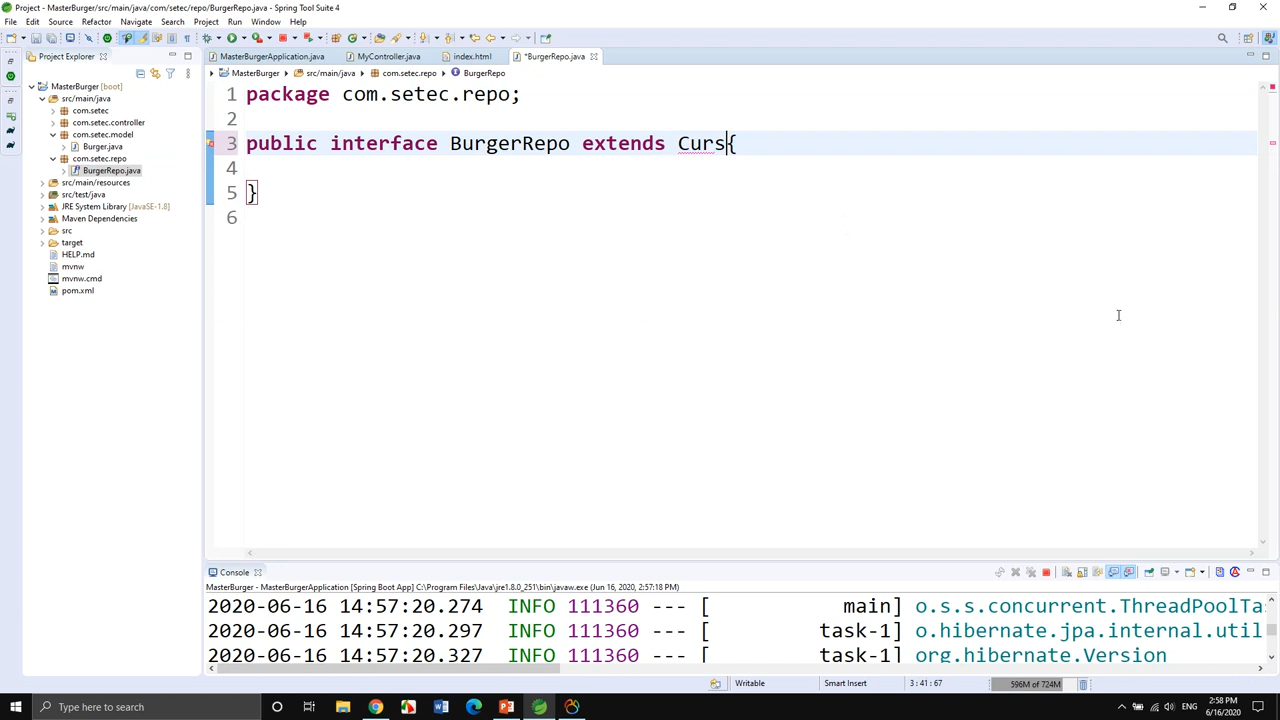 Project - MasterBurger/src/main/java/com/setec/repo/BurgerRepo.java - Spring Tool Suite 4
File Edit Source Refactor Navigate Search Project Run Window Help
Project Explorer
MasterBurgerApplication.java MyController.java index.html *BurgerRepo.java
MasterBurger src/main/java com.setec.repo BurgerRepo
MasterBurger [boot]
src/main/java
com.setec
com.setec.controller
com.setec.model
Burger.java
com.setec.repo
BurgerRepo.java
src/main/resources
src/test/java
JRE System Library [JavaSE-1.8]
Maven Dependencies
src
target
HELP.md
mvnw
mvnw.cmd
pom.xml
1 package com.setec.repo;
2
3 public interface BurgerRepo extends Curs{
4
5 }
6
Console
MasterBurgerApplication [Spring Boot App] C:\Program Files\Java\jre1.8.0_251\bin\javaw.exe (Jun 16, 2020, 2:57:18 PM)
2020-06-16 14:57:20.274 INFO 111360 --- [ main] o.s.s.concurrent.ThreadPoolTas
2020-06-16 14:57:20.297 INFO 111360 --- [ task-1] o.hibernate.jpa.internal.util
2020-06-16 14:57:20.327 INFO 111360 --- [ task-1] org.hibernate.Version
Writable Smart Insert 3 : 41 : 67 596M of 724M
Type here to search
2:58 PM
6/16/2020